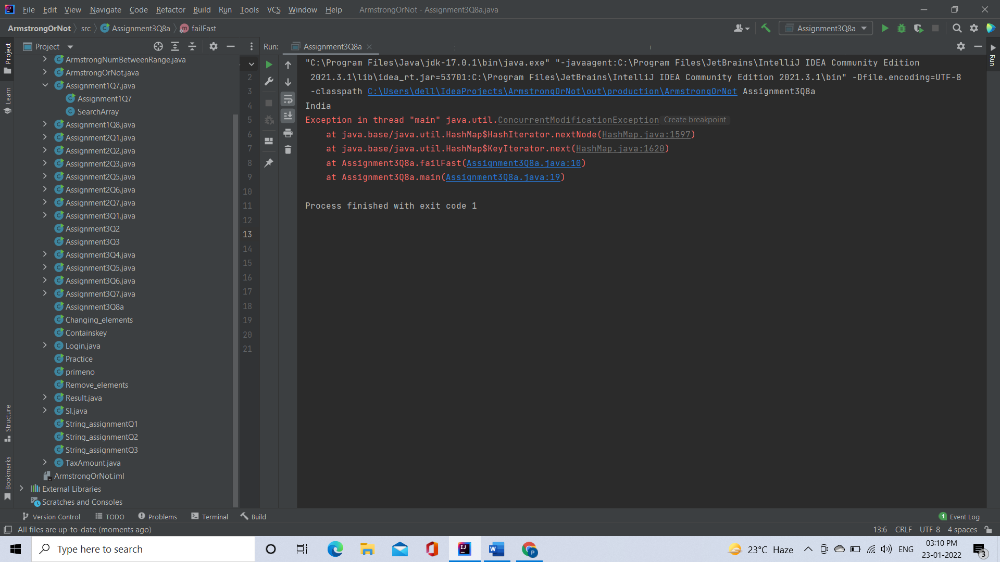 File Edit View Navigate Code Refactor Build Run Tools VCS Window Help ArmstrongOrNot - Assignment3Q8a.java
ArmstrongOrNot src Assignment3Q8a failFast Assignment3Q8a
Project Run: Assignment3Q8a
Project
Learn
Structure
Bookmarks
Run
ArmstrongNumBetweenRange.java
ArmstrongOrNot.java
Assignment1Q7.java
Assignment1Q7
SearchArray
Assignment1Q8.java
Assignment2Q1.java
Assignment2Q2.java
Assignment2Q3.java
Assignment2Q5.java
Assignment2Q6.java
Assignment2Q7.java
Assignment3Q1.java
Assignment3Q2
Assignment3Q3
Assignment3Q4.java
Assignment3Q5.java
Assignment3Q6.java
Assignment3Q7.java
Assignment3Q8a
Changing_elements
Containskey
Login.java
Practice
primeno
Remove_elements
Result.java
SI.java
String_assignmentQ1
String_assignmentQ2
String_assignmentQ3
TaxAmount.java
ArmstrongOrNot.iml
External Libraries
Scratches and Consoles
2
3
4
5
6
7
8
9
10
11
12
13
14
15
16
17
18
19
20
21
"C:\Program Files\Java\jdk-17.0.1\bin\java.exe" "-javaagent:C:\Program Files\JetBrains\IntelliJ IDEA Community Edition
2021.3.1\lib\idea_rt.jar=53701:C:\Program Files\JetBrains\IntelliJ IDEA Community Edition 2021.3.1\bin" -Dfile.encoding=UTF-8
-classpath C:\Users\dell\IdeaProjects\ArmstrongOrNot\out\production\ArmstrongOrNot Assignment3Q8a
India
Exception in thread "main" java.util.ConcurrentModificationException Create breakpoint
at java.base/java.util.HashMap$HashIterator.nextNode(HashMap.java:1597)
at java.base/java.util.HashMap$KeyIterator.next(HashMap.java:1620)
at Assignment3Q8a.failFast(Assignment3Q8a.java:10)
at Assignment3Q8a.main(Assignment3Q8a.java:19)
Process finished with exit code 1
Version Control TODO Problems Terminal Build 1 Event Log
All files are up-to-date (moments ago) 13:6 CRLF UTF-8 4 spaces
Type here to search 23°C Haze ENG 03:10 PM
23-01-2022 3